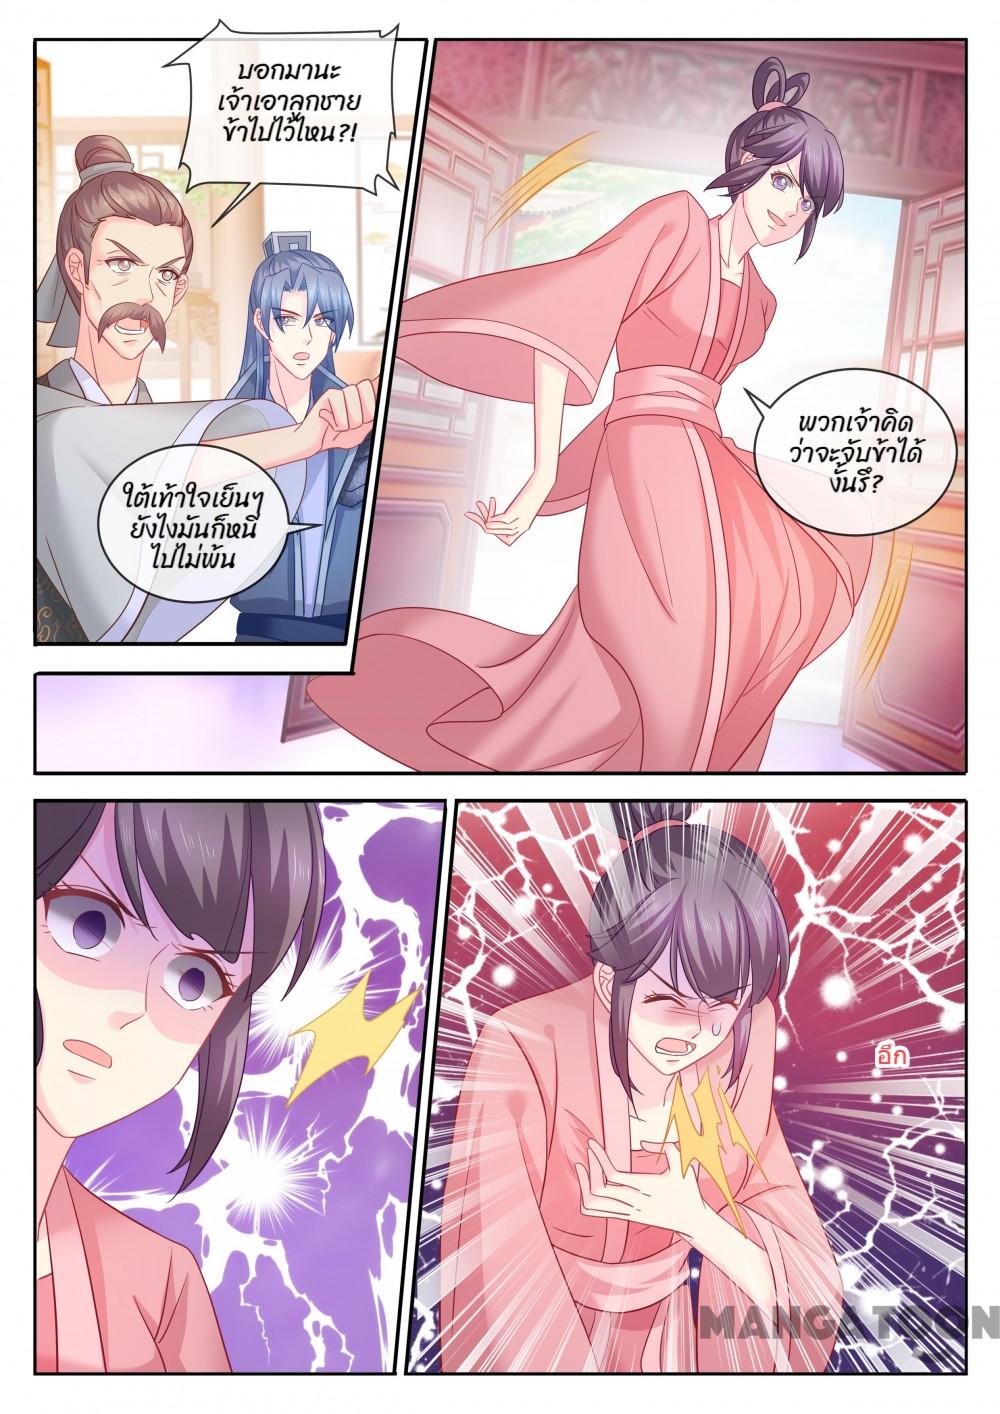 บอกมานะ
เจ้าเอาลูกชาย
ข้าไปไว้ไหน?!
ใต้เท้าใจเย็นๆ
ยังไงมันก็หนี
ไปไม่พ้น
พวกเจ้าคิด
ว่าจะจับข้าได้
งั้นรึ?
อึก
MANGATOON